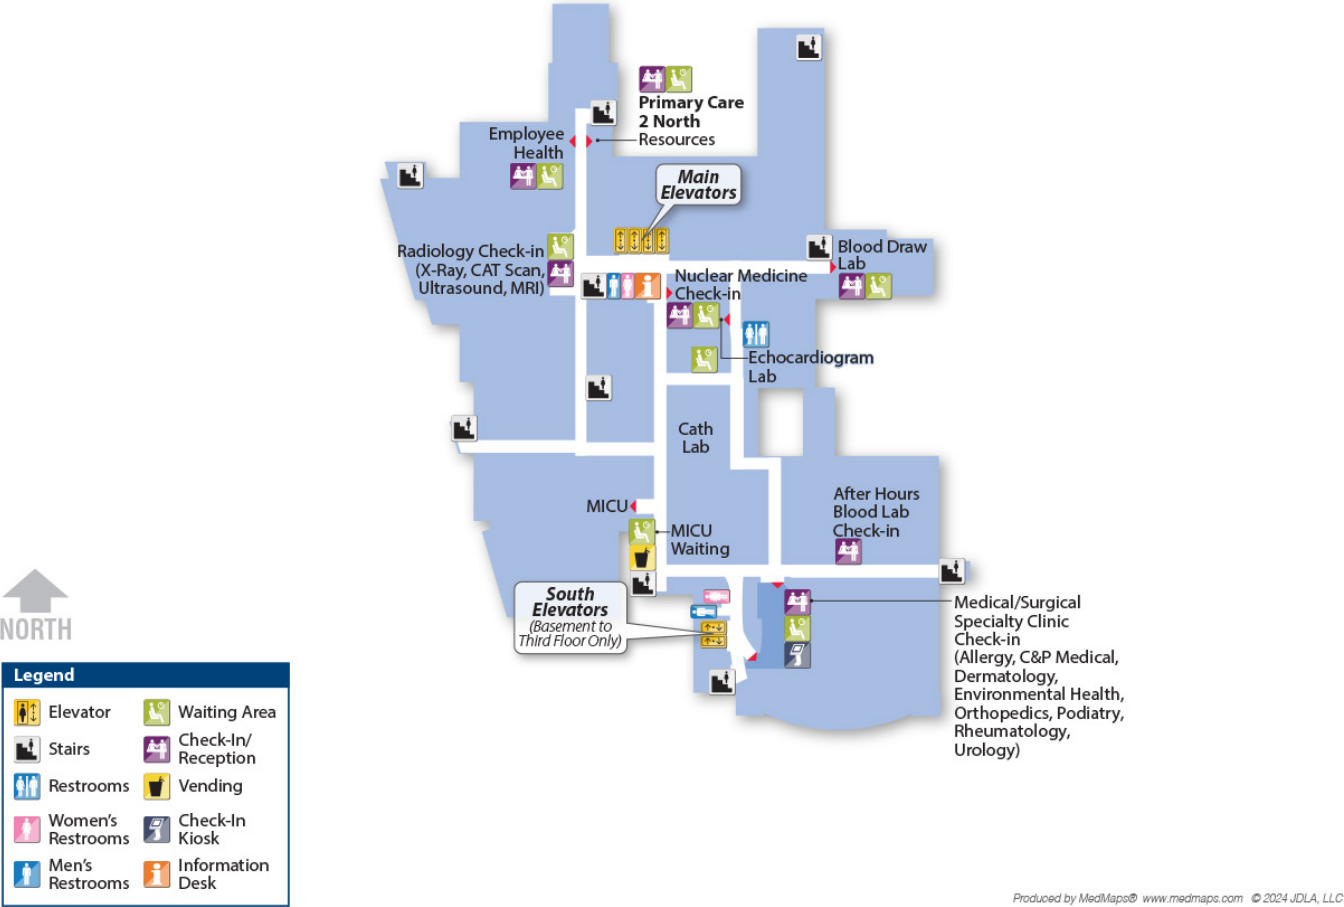 Primary Care
2 North
Resources
Employee
Health
Main
Elevators
Radiology Check-in
(X-Ray, CAT Scan,
Ultrasound, MRI)
Blood Draw
Lab
Nuclear Medicine
Check-in
Echocardiogram
Lab
Cath
Lab
MICU
MICU
Waiting
After Hours
Blood Lab
Check-in
South
Elevators
(Basement to
Third Floor Only)
Medical/Surgical
Specialty Clinic
Check-in
(Allergy, C&P Medical,
Dermatology,
Environmental Health,
Orthopedics, Podiatry,
Rheumatology,
Urology)
NORTH
Legend
Elevator
Stairs
Restrooms
Women's
Restrooms
Men's
Restrooms
Waiting Area
Check-In/
Reception
Vending
Check-In
Kiosk
Information
Desk
Produced by MedMaps® www.medmaps.com © 2024 JDLA, LLC